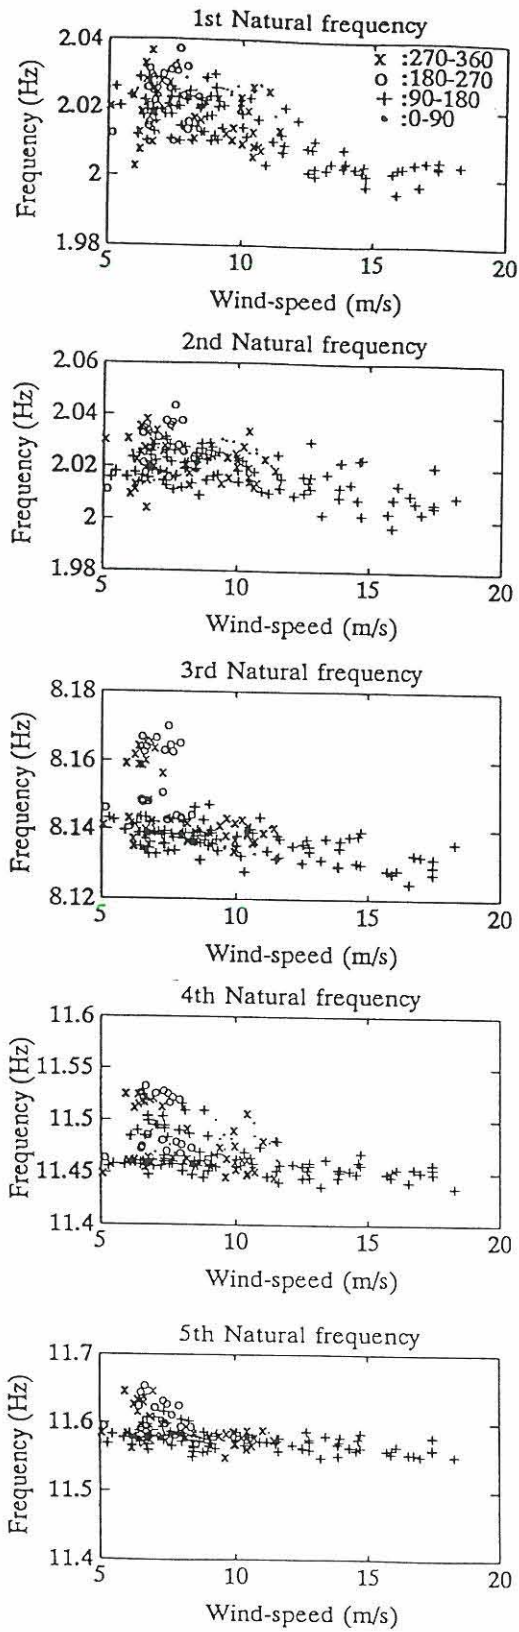 1st Natural frequency
2.04
2.02
2
1.98
Frequency (Hz)
x :270-360
o :180-270
+ :90-180
• :0-90
5 10 15 20
Wind-speed (m/s)
2nd Natural frequency
2.06
2.04
2.02
2
1.98
Frequency (Hz)
5 10 15 20
Wind-speed (m/s)
3rd Natural frequency
8.18
8.16
8.14
8.12
Frequency (Hz)
5 10 15 20
Wind-speed (m/s)
4th Natural frequency
11.6
11.55
11.5
11.45
11.4
Frequency (Hz)
5 10 15 20
Wind-speed (m/s)
5th Natural frequency
11.7
11.6
11.5
11.4
Frequency (Hz)
5 10 15 20
Wind-speed (m/s)